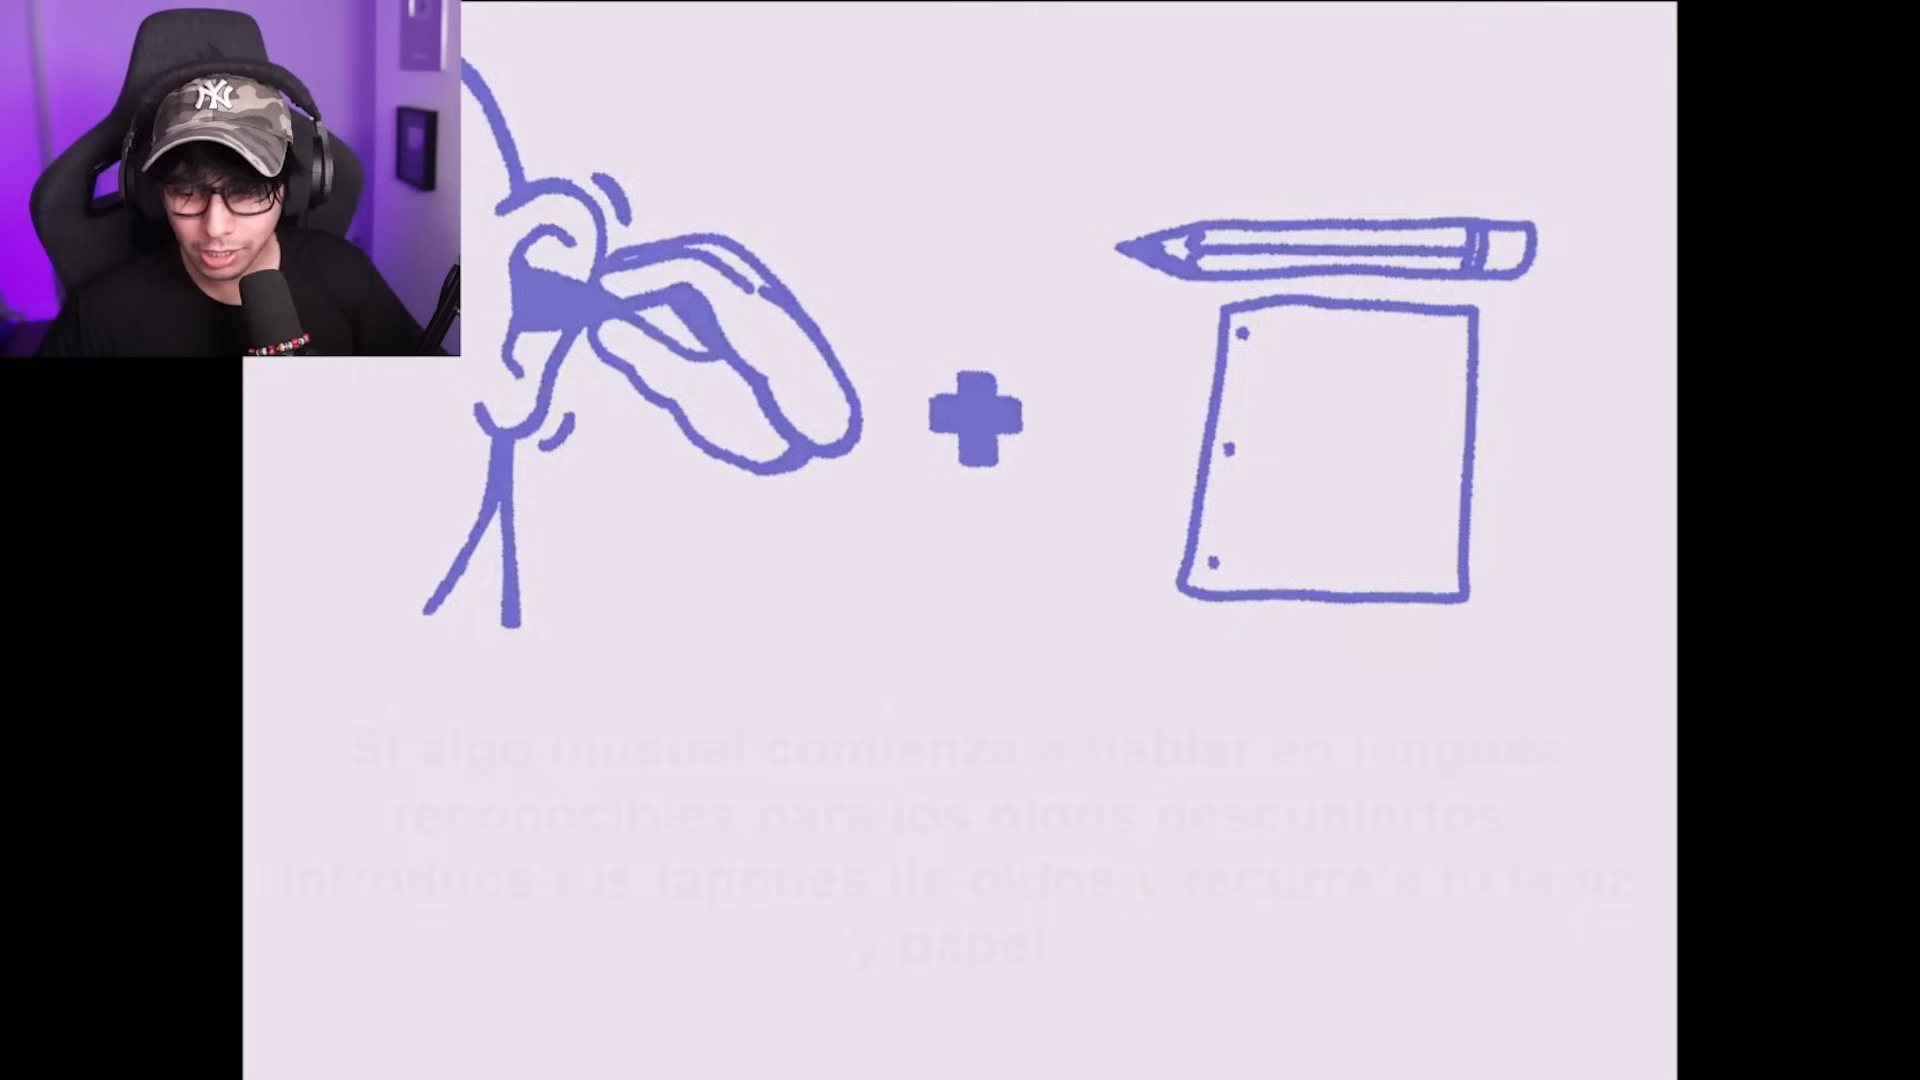 NY
Si algo inusual comienza a hablar en lenguas
reconocibles para los oídos descubiertos
introduce tus tapones de oídos y recurre a tu lápiz
y papel.